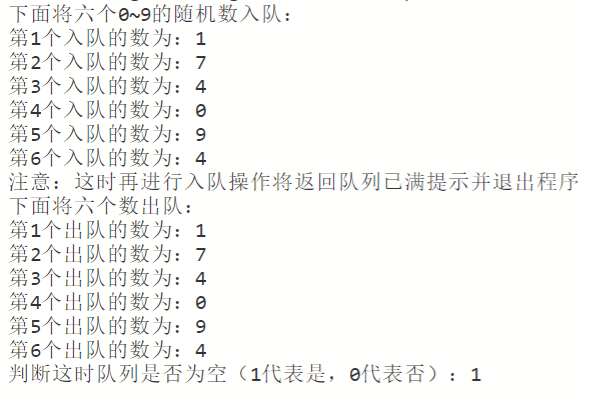 下面将六个0~9的随机数入队：
第1个入队的数为：1
第2个入队的数为：7
第3个入队的数为：4
第4个入队的数为：0
第5个入队的数为：9
第6个入队的数为：4
注意：这时再进行入队操作将返回队列已满提示并退出程序
下面将六个数出队：
第1个出队的数为：1
第2个出队的数为：7
第3个出队的数为：4
第4个出队的数为：0
第5个出队的数为：9
第6个出队的数为：4
判断这时队列是否为空（1代表是，0代表否）：1